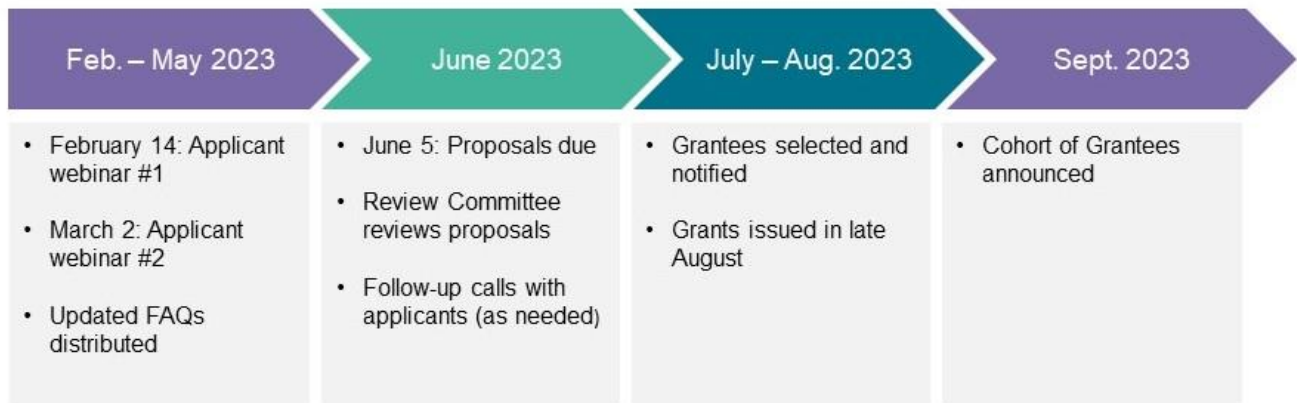 Feb. – May 2023
June 2023
July – Aug. 2023
Sept. 2023
• February 14: Applicant
webinar #1
• March 2: Applicant
webinar #2
• Updated FAQs
distributed
• June 5: Proposals due
• Review Committee
reviews proposals
• Follow-up calls with
applicants (as needed)
• Grantees selected and
notified
• Grants issued in late
August
• Cohort of Grantees
announced